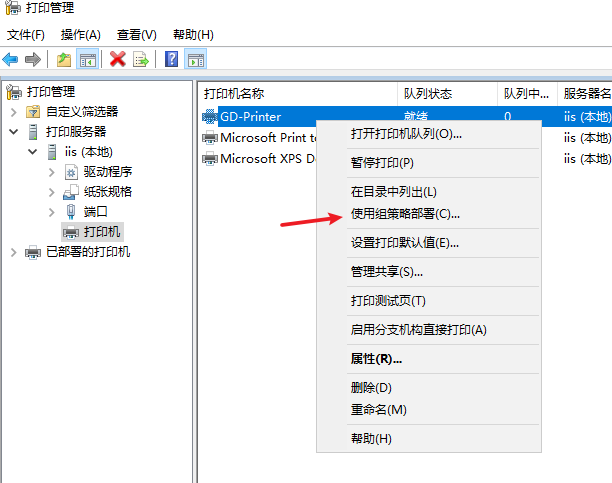 打印管理
文件(F) 操作(A) 查看(V) 帮助(H)
打印管理
自定义筛选器
打印服务器
iis (本地)
驱动程序
纸张规格
端口
打印机
已部署的打印机
打印机名称 队列状态 队列中... 服务器名
GD-Printer 就绪 0 iis (本地)
Microsoft Print to iis (本地)
Microsoft XPS D iis (本地)
打开打印机队列(O)...
暂停打印(P)
在目录中列出(L)
使用组策略部署(C)...
设置打印默认值(E)...
管理共享(S)...
打印测试页(T)
启用分支机构直接打印(A)
属性(R)...
删除(D)
重命名(M)
帮助(H)